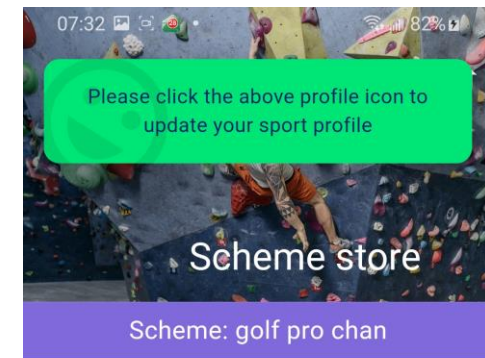 07:32 82%
Please click the above profile icon to
update your sport profile
Scheme store
Scheme: golf pro chan